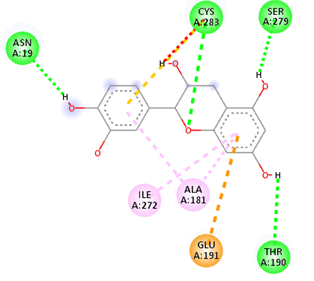 CYS
A:283
SER
A:279
ASN
A:19
H
H
H
O
O
O
O
O
ILE
A:272
ALA
A:181
O
H
GLU
A:191
THR
A:190